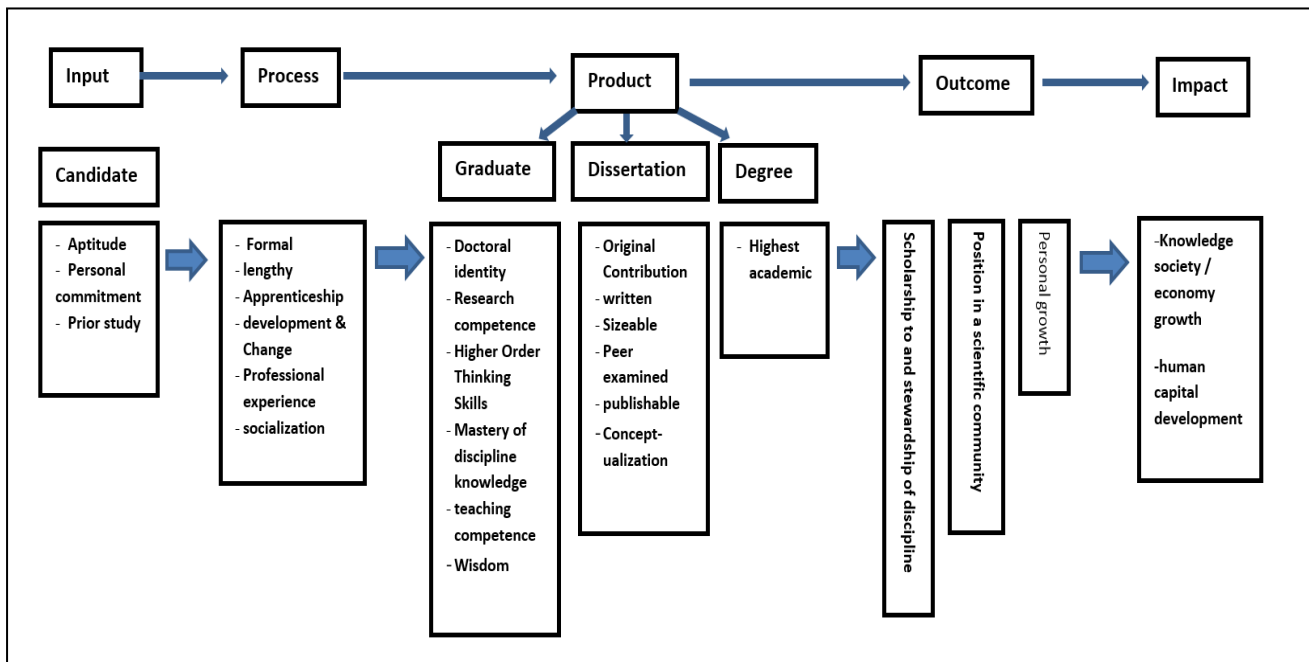 Input
Process
Product
Outcome
Impact
Candidate
Graduate
Dissertation
Degree
- Aptitude
- Personal
commitment
- Prior study
- Formal
- lengthy
- Apprenticeship
- development &
Change
- Professional
experience
- socialization
- Doctoral
identity
- Research
competence
- Higher Order
Thinking
Skills
- Mastery of
discipline
knowledge
- teaching
competence
- Wisdom
- Original
Contribution
- written
- Sizeable
- Peer
examined
- publishable
- Concept-
ualization
- Highest
academic
Scholarship to and stewardship of discipline
Position in a scientific community
Personal growth
-Knowledge
society /
economy
growth
-human
capital
development